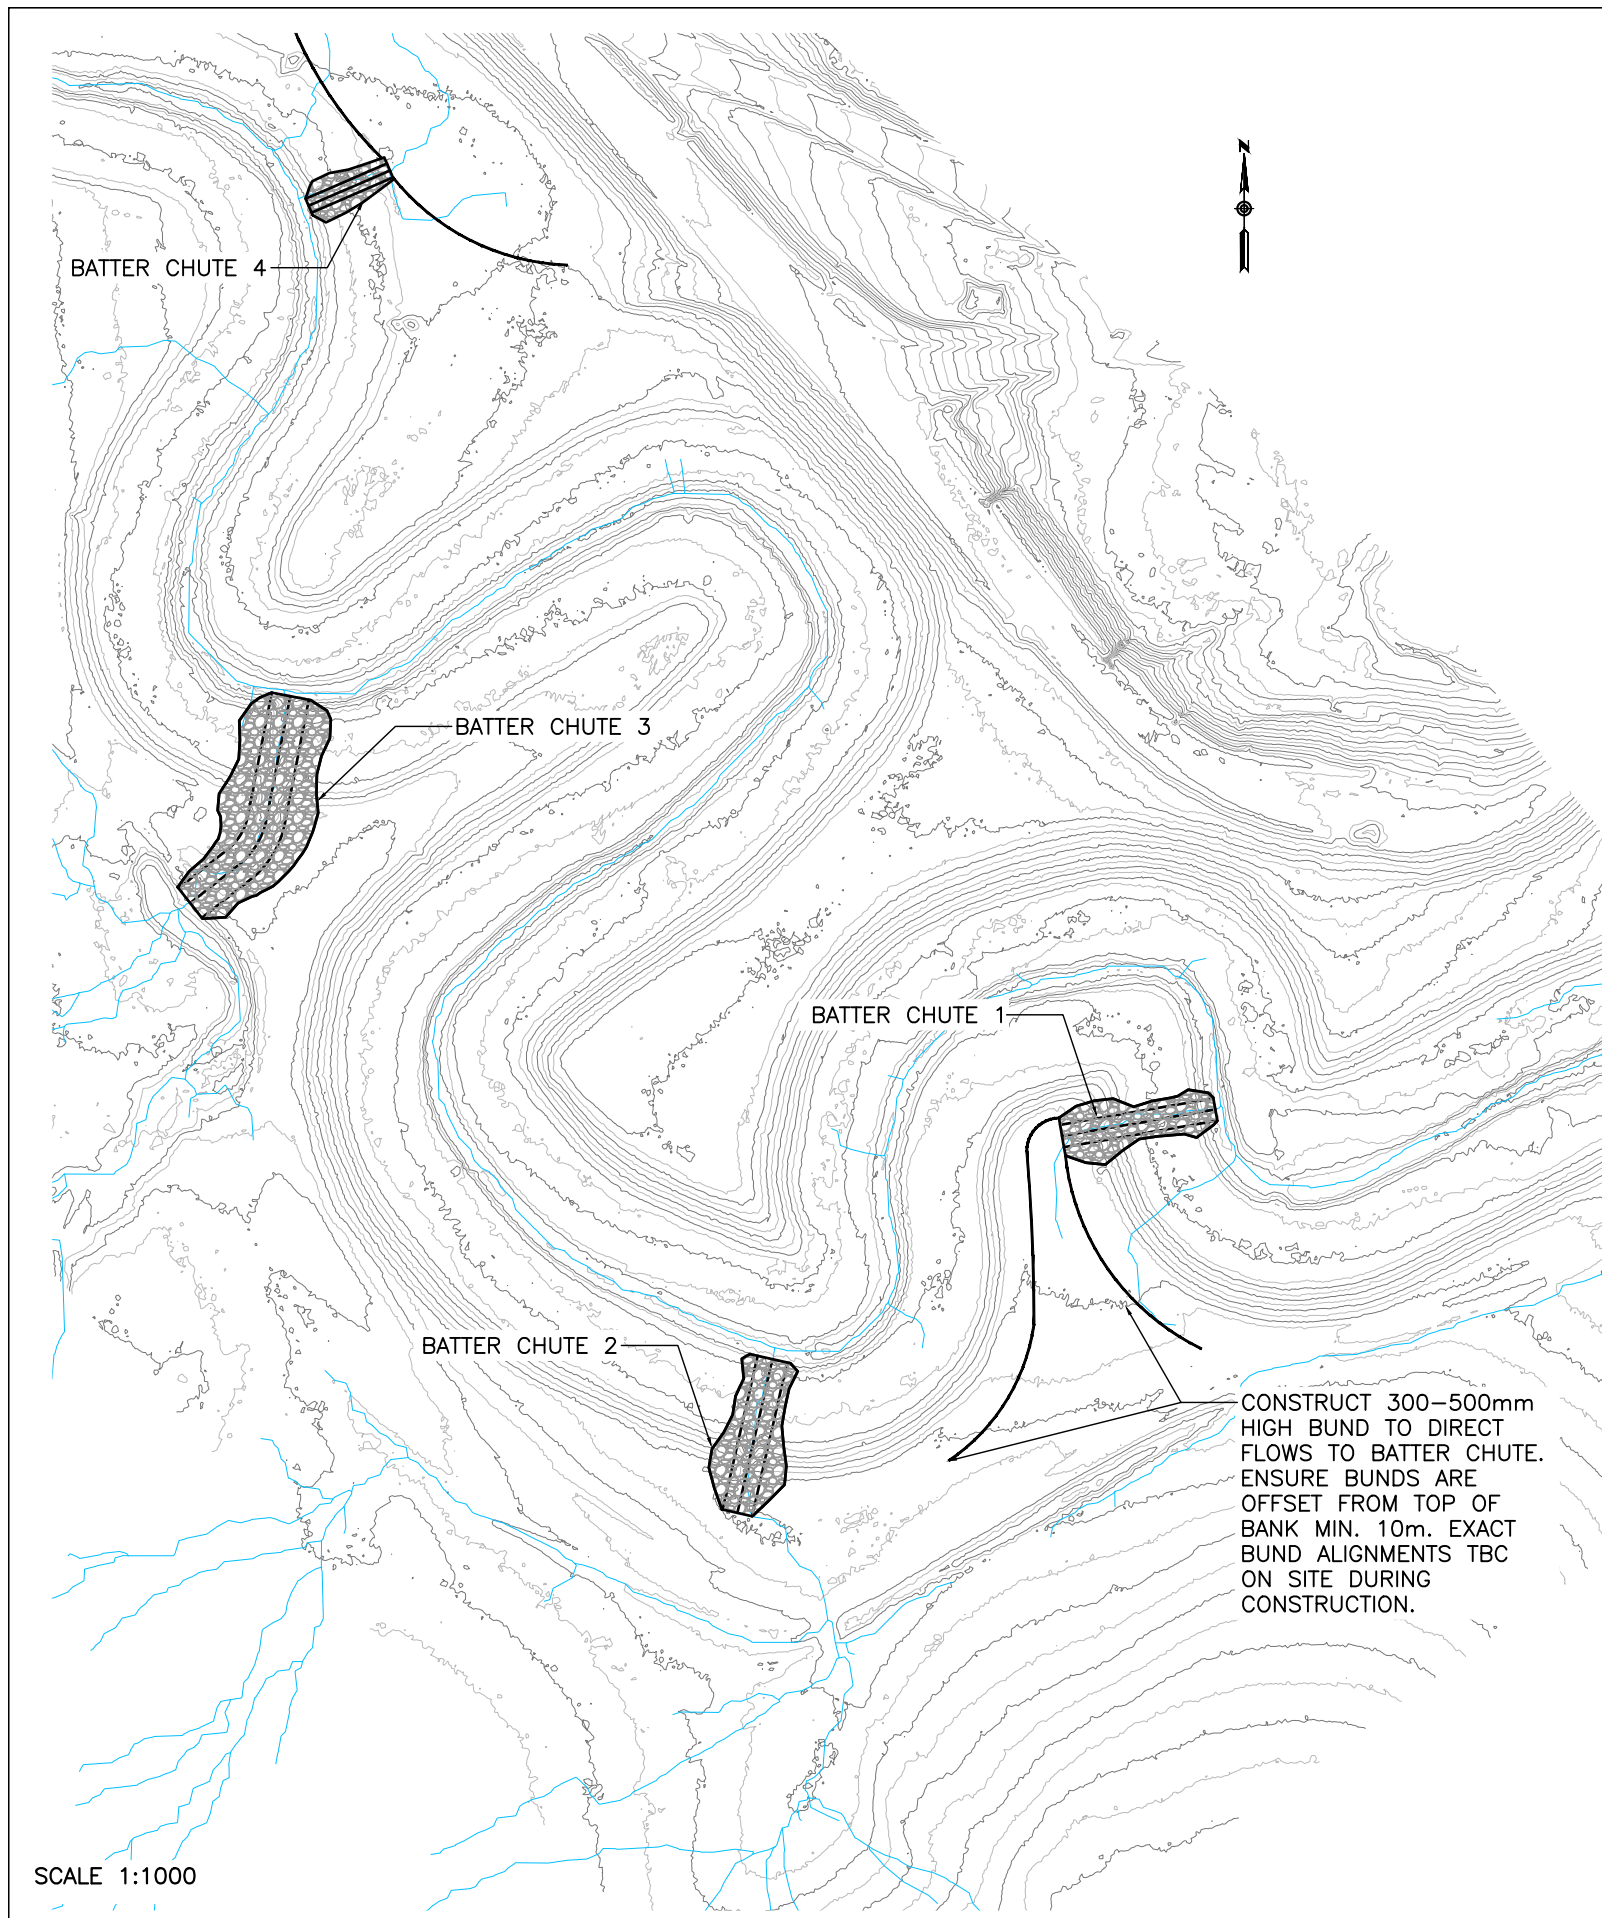 N
BATTER CHUTE 4
BATTER CHUTE 3
BATTER CHUTE 1
BATTER CHUTE 2
CONSTRUCT 300–500mm
HIGH BUND TO DIRECT
FLOWS TO BATTER CHUTE.
ENSURE BUNDS ARE
OFFSET FROM TOP OF
BANK MIN. 10m. EXACT
BUND ALIGNMENTS TBC
ON SITE DURING
CONSTRUCTION.
SCALE 1:1000